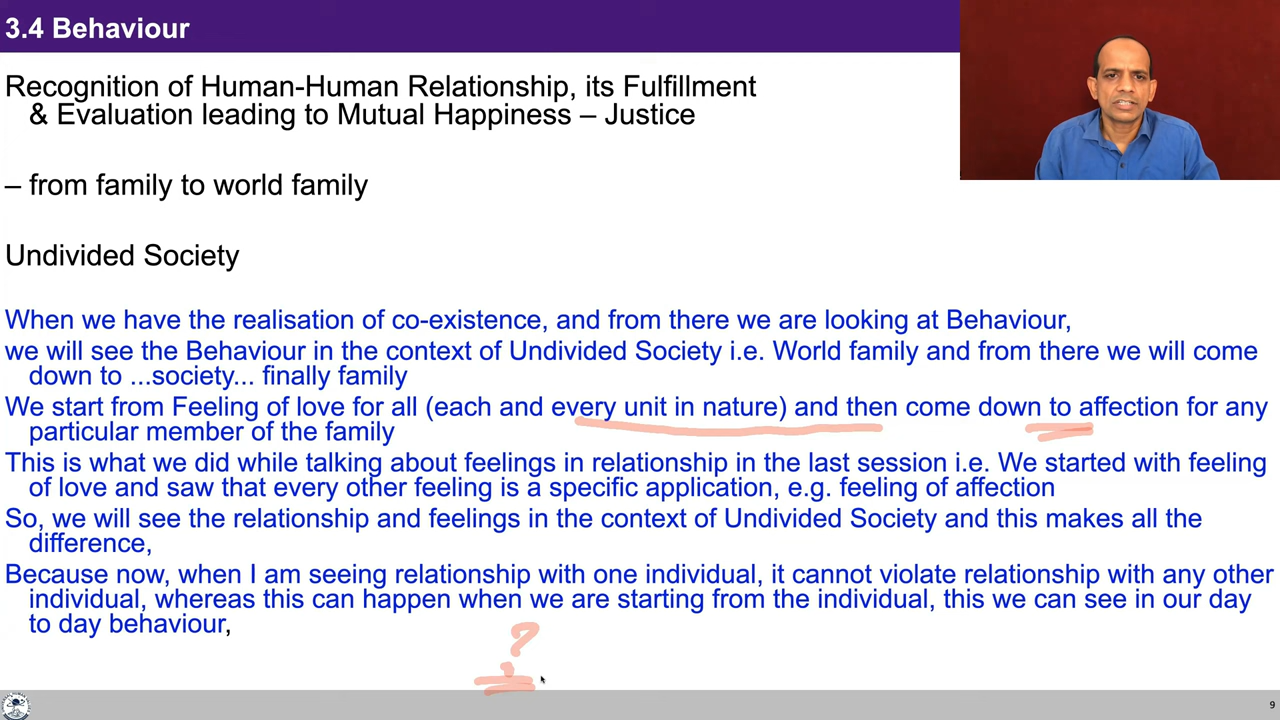 3.4 Behaviour
Recognition of Human-Human Relationship, its Fulfillment
& Evaluation leading to Mutual Happiness – Justice
– from family to world family
Undivided Society
When we have the realisation of co-existence, and from there we are looking at Behaviour,
we will see the Behaviour in the context of Undivided Society i.e. World family and from there we will come
down to ...society... finally family
We start from Feeling of love for all (each and every unit in nature) and then come down to affection for any
particular member of the family
This is what we did while talking about feelings in relationship in the last session i.e. We started with feeling
of love and saw that every other feeling is a specific application, e.g. feeling of affection
So, we will see the relationship and feelings in the context of Undivided Society and this makes all the
difference,
Because now, when I am seeing relationship with one individual, it cannot violate relationship with any other
individual, whereas this can happen when we are starting from the individual, this we can see in our day
to day behaviour,
?
9